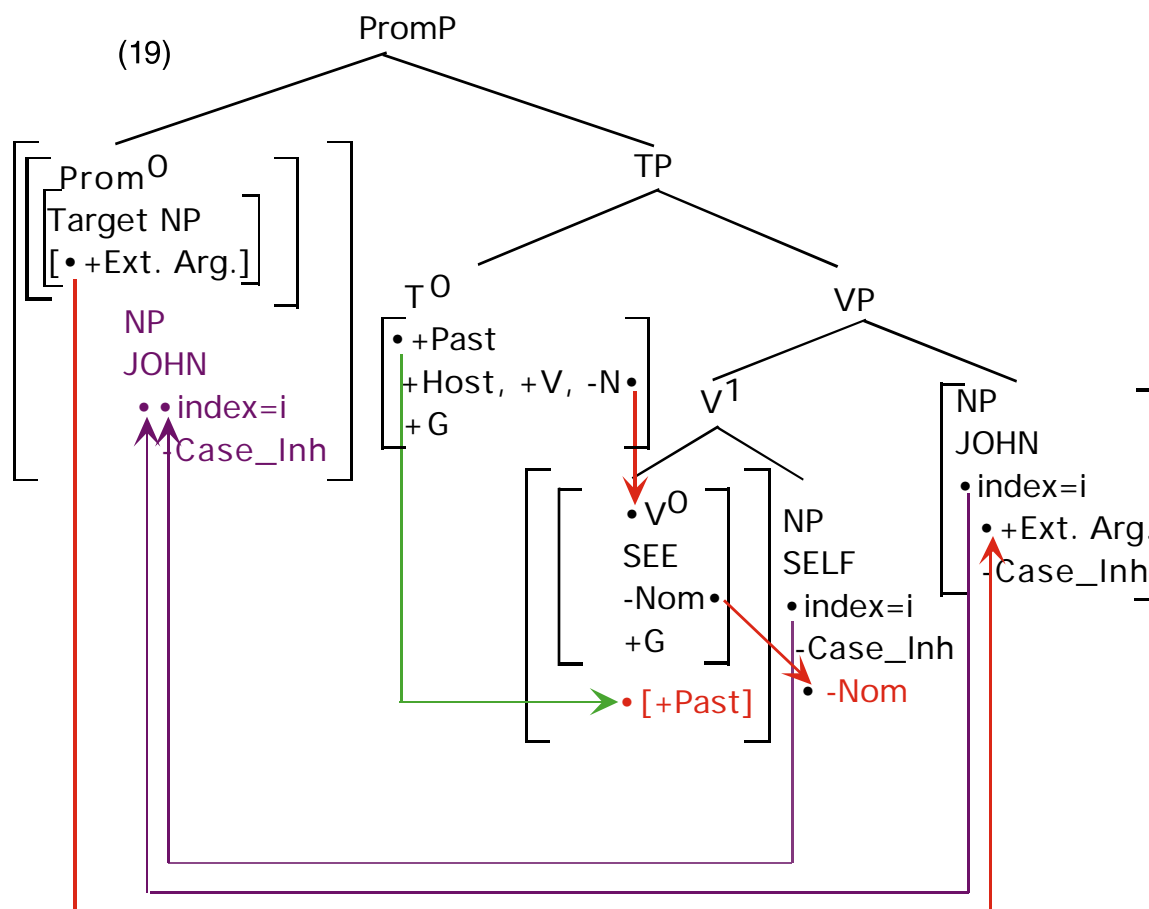 PromP
(19)
Prom0
Target NP
[• +Ext. Arg.]
NP
JOHN
• • index=i
-Case_Inh
TP
T0
• +Past
+Host, +V, -N •
+G
VP
V1
• V0
SEE
-Nom •
+G
• [+Past]
NP
SELF
• index=i
-Case_Inh
• -Nom
NP
JOHN
• index=i
• +Ext. Arg.
-Case_Inh